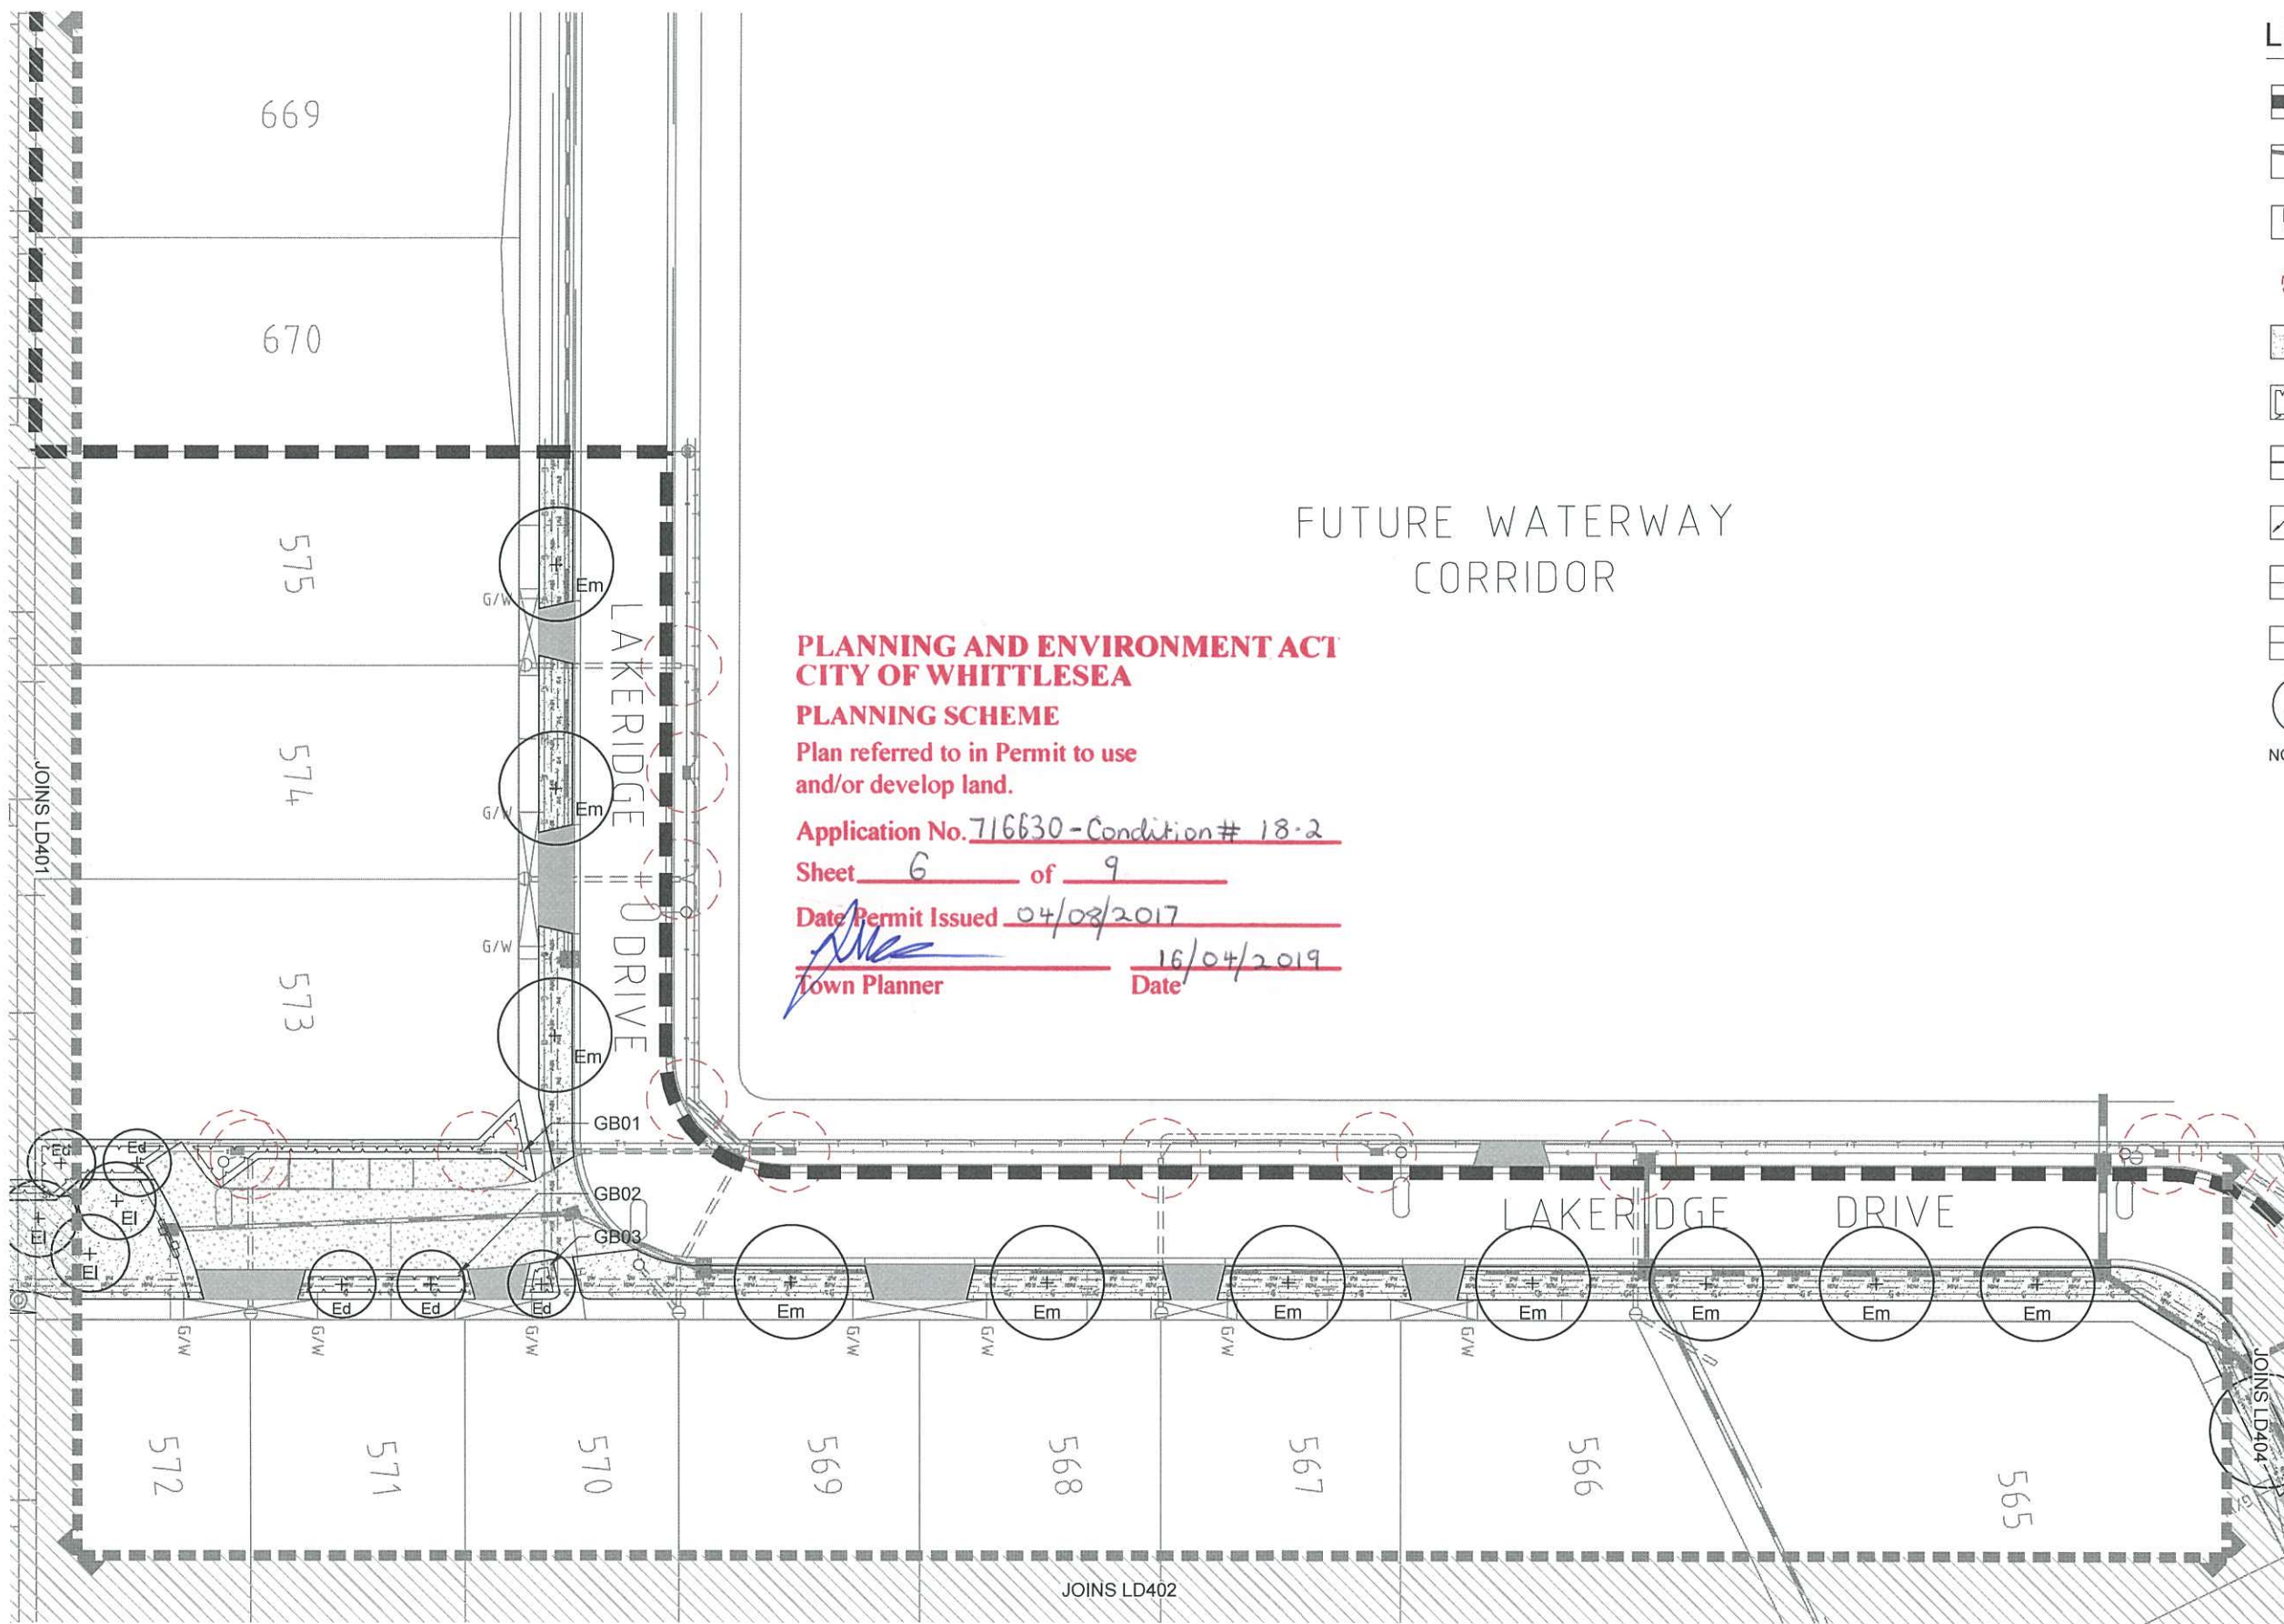 L
669
670
FUTURE WATERWAY
CORRIDOR
575
Em
G/W
LAKERIDGE DRIVE
PLANNING AND ENVIRONMENT ACT
CITY OF WHITTLESEA
PLANNING SCHEME
Plan referred to in Permit to use
and/or develop land.
Application No. 716630 - Condition # 18.2
Sheet 6 of 9
Date Permit Issued 04/08/2017
16/04/2019
Town Planner Date
574
Em
G/W
JOINS LD401
G/W
573
Em
GB01
Ed
Ed
El
El
El
GB02
GB03
LAKERIDGE DRIVE
Ed
Ed
Ed
Em
Em
Em
Em
Em
Em
Em
G/W
G/W
G/W
G/W
G/W
G/W
G/W
JOINS LD404
572
571
570
569
568
567
566
565
G/W
JOINS LD402